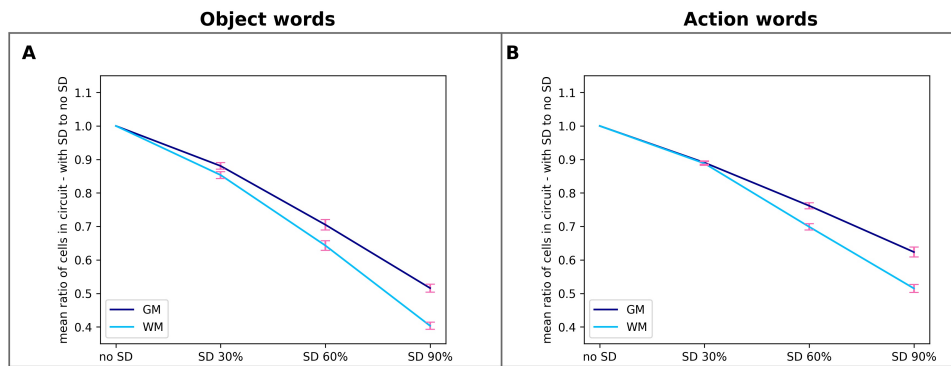 Object words
Action words
A
mean ratio of cells in circuit - with SD to no SD
1.1
1.0
0.9
0.8
0.7
0.6
0.5
0.4
GM
WM
no SD
SD 30%
SD 60%
SD 90%
B
mean ratio of cells in circuit - with SD to no SD
1.1
1.0
0.9
0.8
0.7
0.6
0.5
0.4
GM
WM
no SD
SD 30%
SD 60%
SD 90%